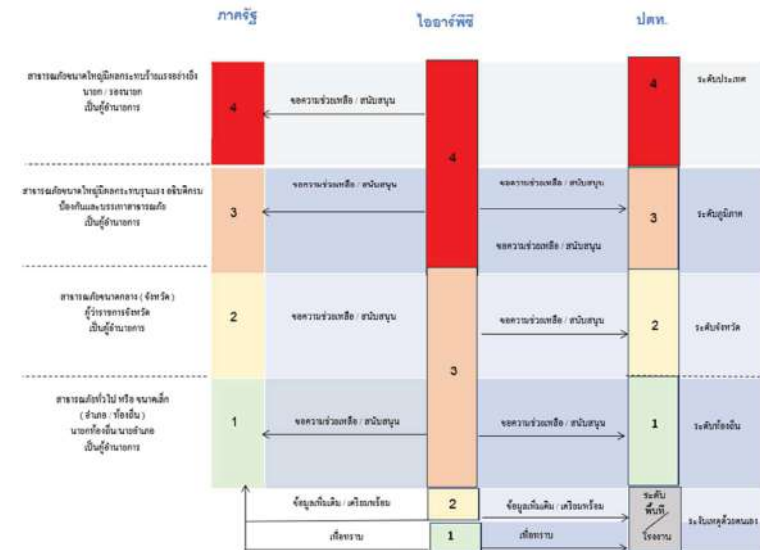 ภาครัฐ
ไออาร์พีซี
ปตท.
สาธารณภัยขนาดใหญ่มีผลกระทบร้ายแรงอย่างยิ่ง
นายก / รองนายก
เป็นผู้อำนวยการ
4
ขอความช่วยเหลือ / สนับสนุน
4
4
ระดับประเทศ
สาธารณภัยขนาดใหญ่มีผลกระทบรุนแรง อธิบดีกรม
ป้องกันและบรรเทาสาธารณภัย
เป็นผู้อำนวยการ
3
ขอความช่วยเหลือ / สนับสนุน
ขอความช่วยเหลือ / สนับสนุน
ขอความช่วยเหลือ / สนับสนุน
3
ระดับภูมิภาค
สาธารณภัยขนาดกลาง ( จังหวัด )
ผู้ว่าราชการจังหวัด
เป็นผู้อำนวยการ
2
ขอความช่วยเหลือ / สนับสนุน
3
ขอความช่วยเหลือ / สนับสนุน
2
ระดับจังหวัด
สาธารณภัยทั่วไป หรือ ขนาดเล็ก
( อำเภอ / ท้องถิ่น )
นายกท้องถิ่น/นายอำเภอ
เป็นผู้อำนวยการ
1
ขอความช่วยเหลือ / สนับสนุน
ขอความช่วยเหลือ / สนับสนุน
1
ระดับท้องถิ่น
ข้อมูลเพิ่มเติม / เตรียมพร้อม
2
ข้อมูลเพิ่มเติม / เตรียมพร้อม
ระดับ
พื้นที่
โรงงาน
ระงับเหตุด้วยตนเอง
เพื่อทราบ
1
เพื่อทราบ